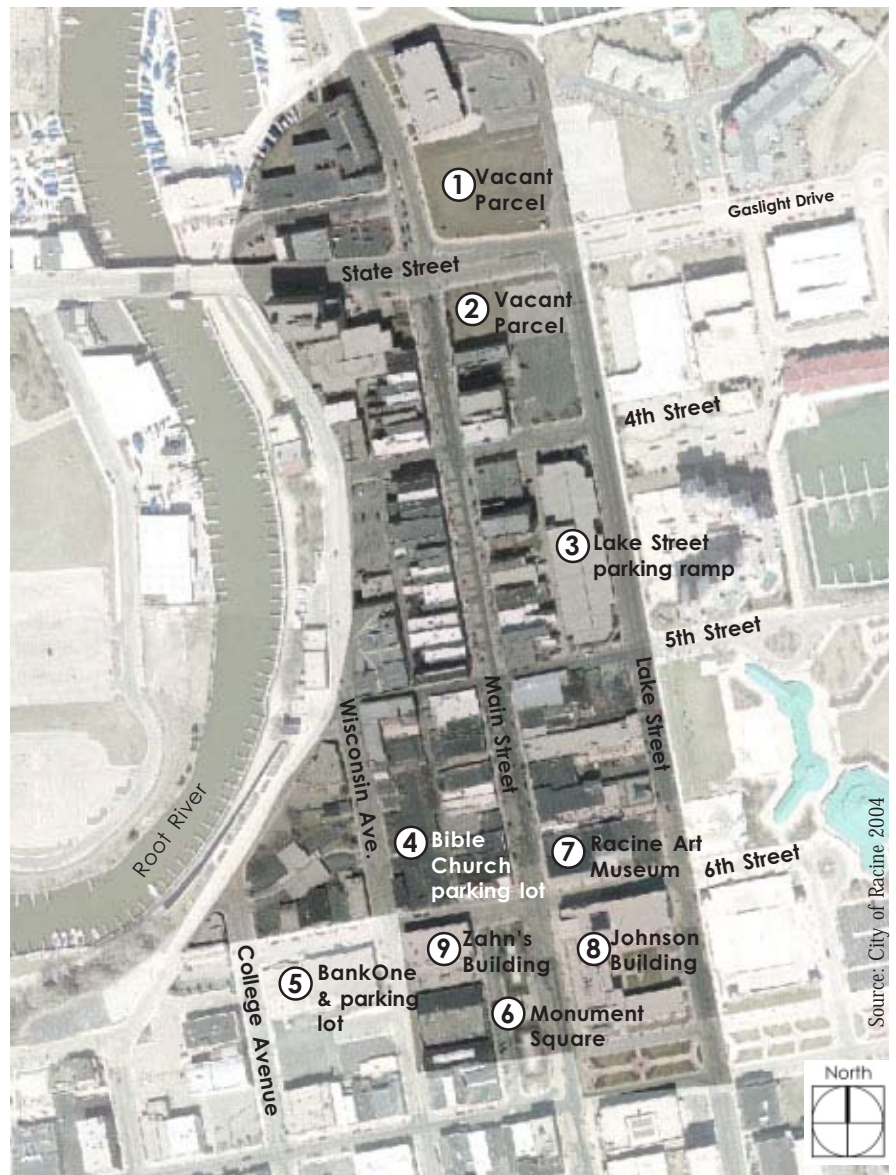 1 Vacant
Parcel
Gaslight Drive
State Street
2 Vacant
Parcel
4th Street
3 Lake Street
parking ramp
5th Street
Lake Street
Main Street
Wisconsin Ave.
Root River
4 Bible
Church
parking lot
7 Racine Art
Museum
6th Street
9 Zahn's
Building
8 Johnson
Building
5 BankOne
& parking
lot
6 Monument
Square
College Avenue
Source: City of Racine 2004
North